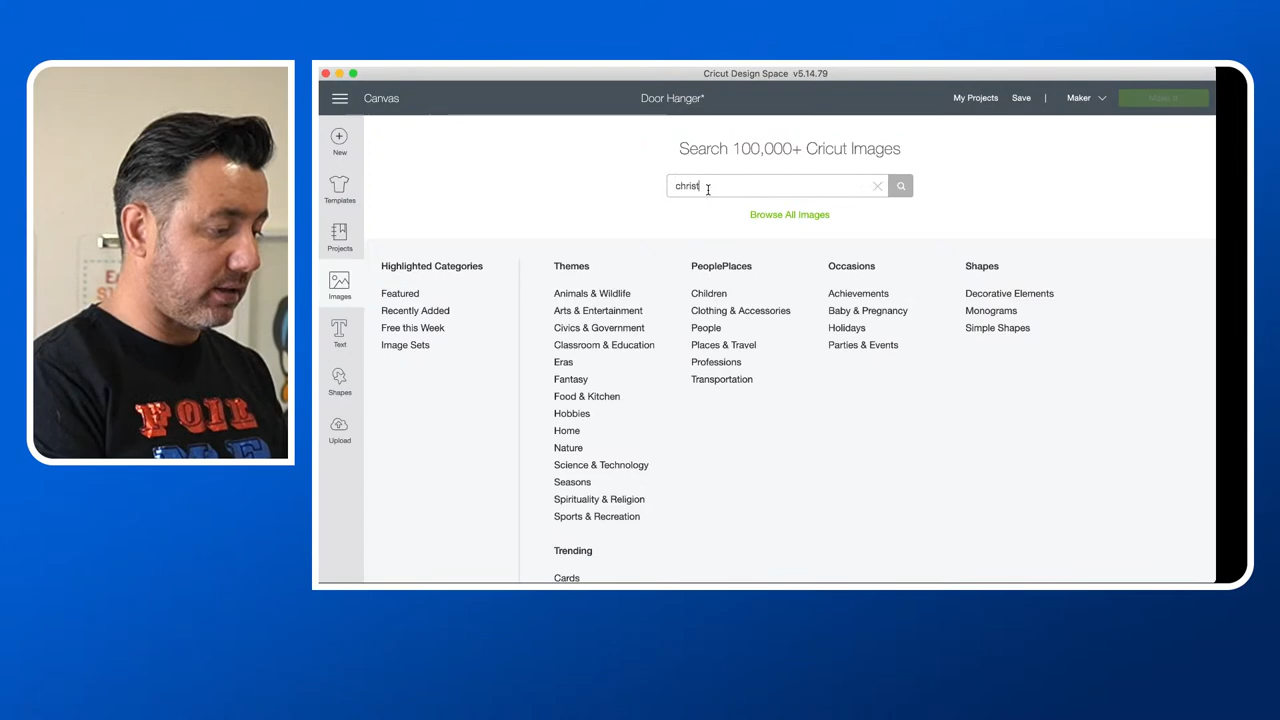 Cricut Design Space v5.14.79
Canvas
Door Hanger*
My Projects
Save
|
Maker
Make It
New
Templates
Projects
Images
Text
Shapes
Upload
Search 100,000+ Cricut Images
christ
Browse All Images
Highlighted Categories
Featured
Recently Added
Free this Week
Image Sets
Themes
Animals & Wildlife
Arts & Entertainment
Civics & Government
Classroom & Education
Eras
Fantasy
Food & Kitchen
Hobbies
Home
Nature
Science & Technology
Seasons
Spirituality & Religion
Sports & Recreation
Trending
Cards
PeoplePlaces
Children
Clothing & Accessories
People
Places & Travel
Professions
Transportation
Occasions
Achievements
Baby & Pregnancy
Holidays
Parties & Events
Shapes
Decorative Elements
Monograms
Simple Shapes
FOIL
ME